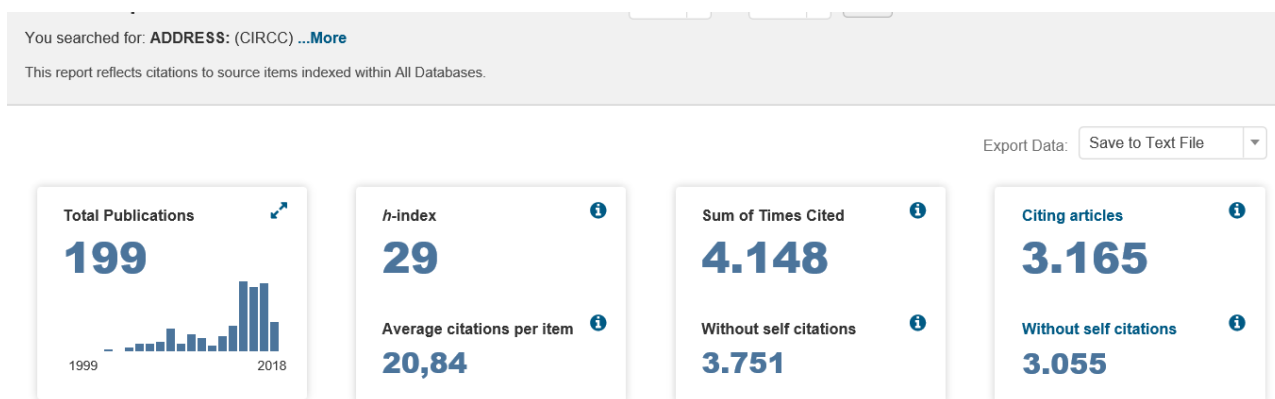 You searched for: ADDRESS: (CIRCC) ...More
This report reflects citations to source items indexed within All Databases.
Export Data: Save to Text File
Total Publications
199
1999 2018
h-index
29
Average citations per item
20,84
Sum of Times Cited
4.148
Without self citations
3.751
Citing articles
3.165
Without self citations
3.055